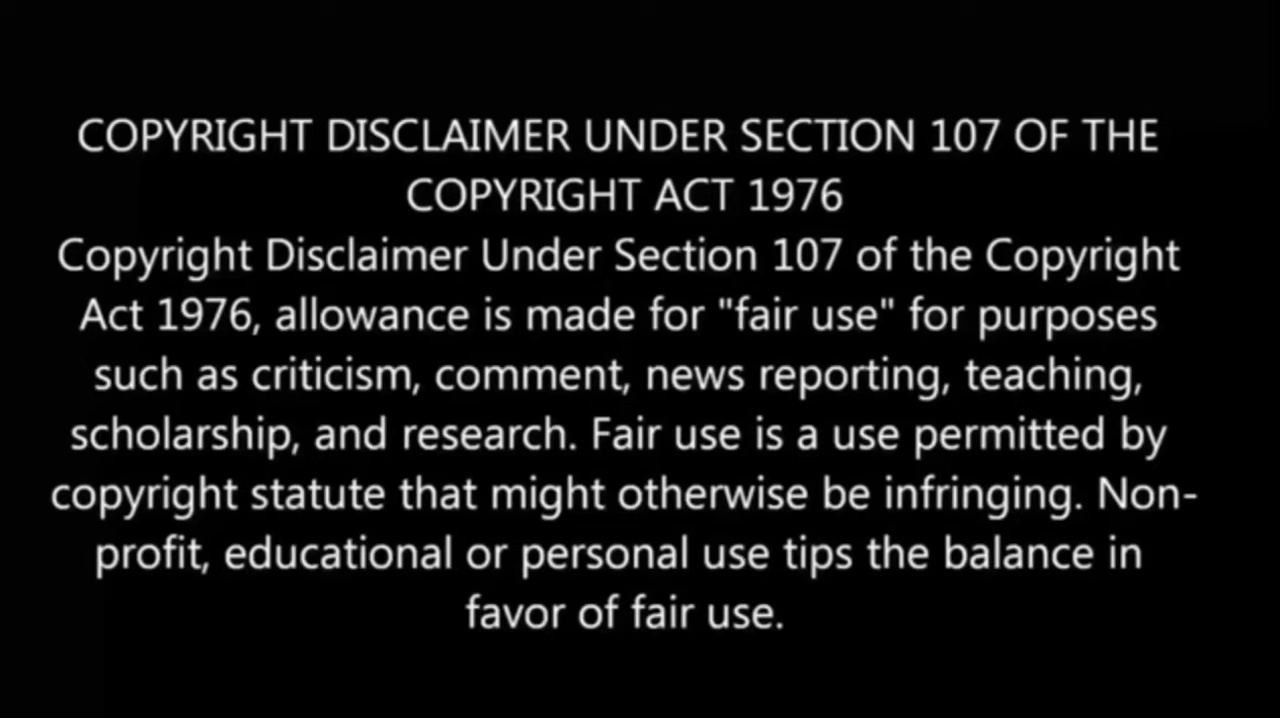 COPYRIGHT DISCLAIMER UNDER SECTION 107 OF THE
COPYRIGHT ACT 1976
Copyright Disclaimer Under Section 107 of the Copyright
Act 1976, allowance is made for "fair use" for purposes
such as criticism, comment, news reporting, teaching,
scholarship, and research. Fair use is a use permitted by
copyright statute that might otherwise be infringing. Non-
profit, educational or personal use tips the balance in
favor of fair use.